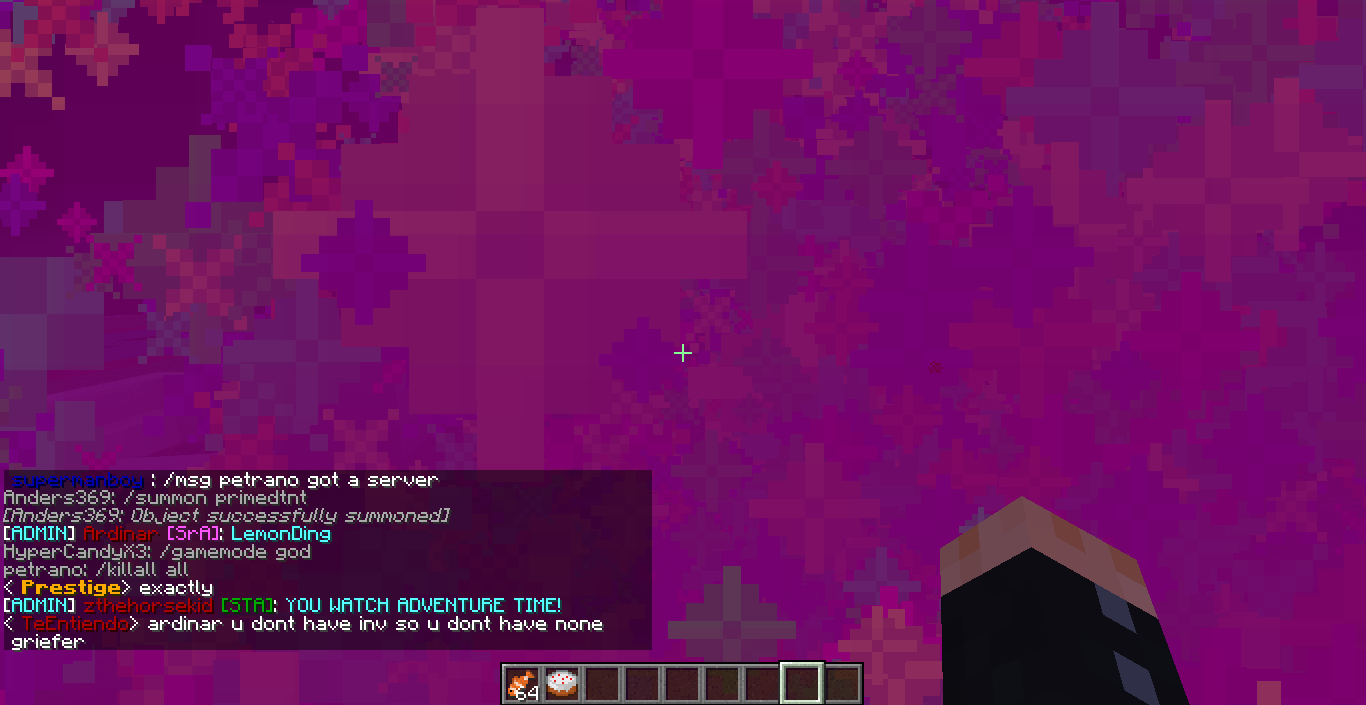 supermanboy : /msg petrano got a server
Anders369: /summon primedtnt
[Anders369: Object successfully summoned]
[ADMIN] Ardinar [SrA]: LemonDing
HyperCandyX3: /gamemode god
petrano: /killall all
< Prestige> exactly
[ADMIN] zthehorsekid [STA]: YOU WATCH ADVENTURE TIME!
< TeEntiendo> ardinar u dont have inv so u dont have none
griefer
64